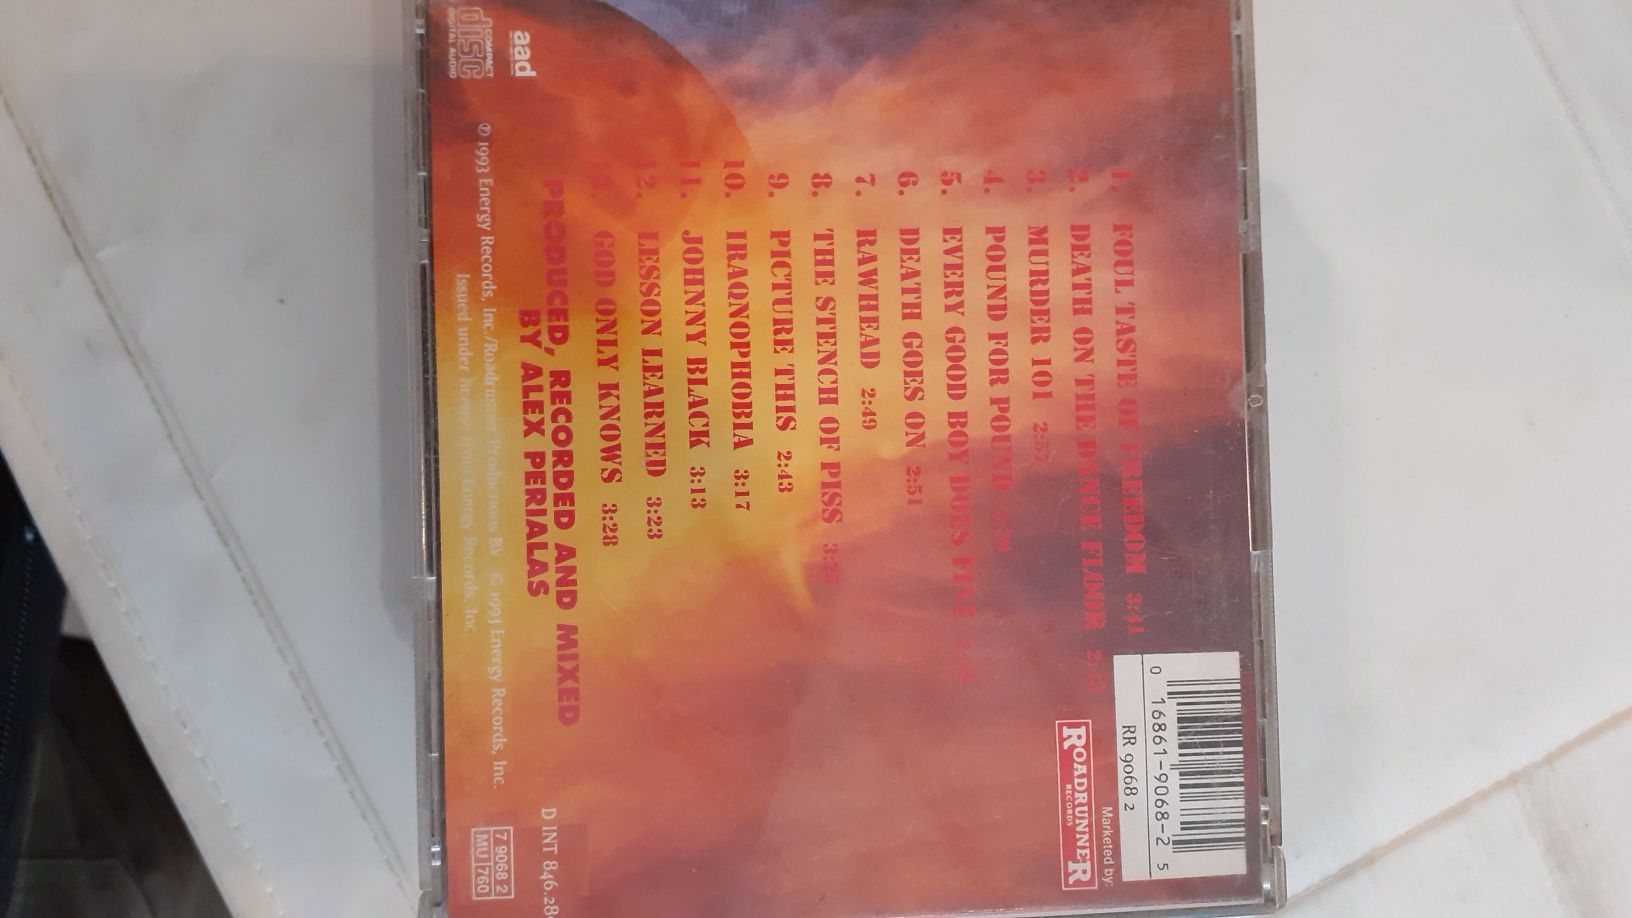 1. FOUL TASTE OF FREEDOM 3:41
2. DEATH ON THE DANCE FLOOR
3. MURDER 101 2:57
4. POUND FOR POUND
5. EVERY GOOD BOY DOES FINE
6. DEATH GOES ON 2:51
7. RAWHEAD 2:49
8. THE STENCH OF PISS
9. PICTURE THIS 2:43
10. IRAQNOPHOBIA 3:17
11. JOHNNY BLACK 3:13
12. LESSON LEARNED 3:23
13. GOD ONLY KNOWS 3:28
PRODUCED, RECORDED AND MIXED
BY ALEX PERIALAS
℗ 1993 Energy Records, Inc./Roadrunner Productions BV © 1993 Energy Records, Inc.
Issued under license from Energy Records, Inc.
0 16861-9068-2 5
RR 9068 2
Marketed by:
ROADRUNNER
RECORDS
aad
COMPACT
disc
DIGITAL AUDIO
D INT 846.28
7 9068 2
MU 760